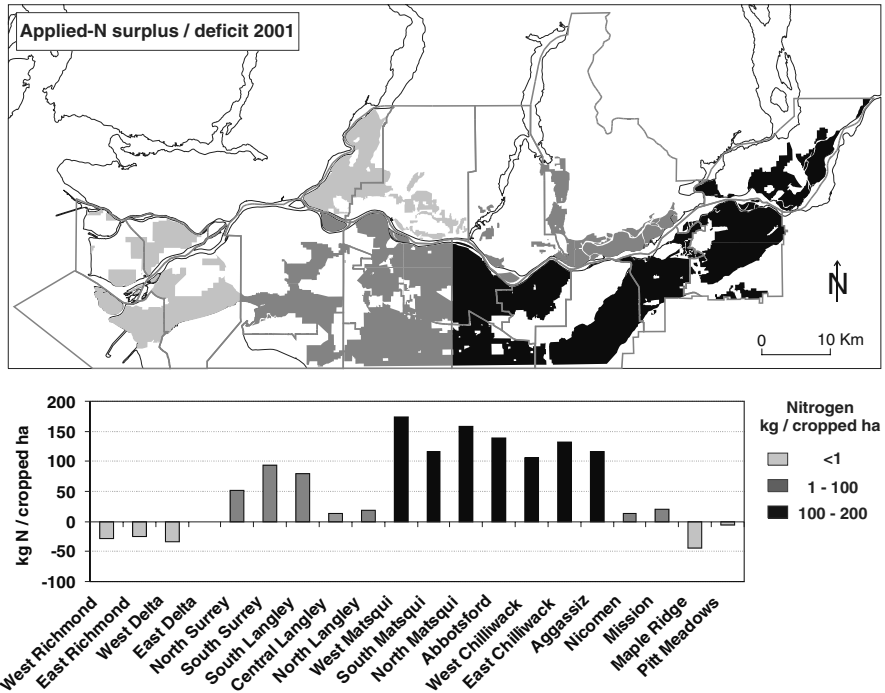 Applied-N surplus / deficit 2001
N
0 10 Km
200
150
100
50
0
-50
-100
kg N / cropped ha
Nitrogen
kg / cropped ha
<1
1 - 100
100 - 200
West Richmond
East Richmond
West Delta
East Delta
North Surrey
South Surrey
South Langley
Central Langley
North Langley
West Matsqui
South Matsqui
North Matsqui
Abbotsford
West Chilliwack
East Chilliwack
Aggassiz
Nicomen
Mission
Maple Ridge
Pitt Meadows